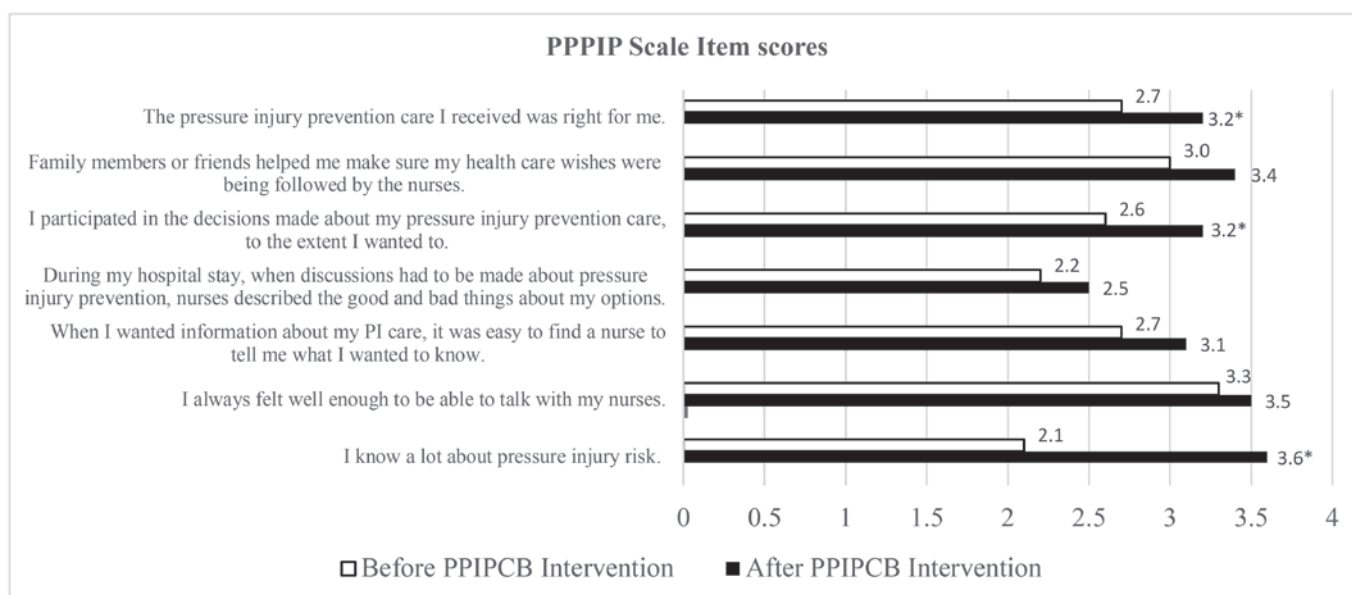 PPPIP Scale Item scores
The pressure injury prevention care I received was right for me.
2.7
3.2*
Family members or friends helped me make sure my health care wishes were
being followed by the nurses.
3.0
3.4
I participated in the decisions made about my pressure injury prevention care,
to the extent I wanted to.
2.6
3.2*
During my hospital stay, when discussions had to be made about pressure
injury prevention, nurses described the good and bad things about my options.
2.2
2.5
When I wanted information about my PI care, it was easy to find a nurse to
tell me what I wanted to know.
2.7
3.1
I always felt well enough to be able to talk with my nurses.
3.3
3.5
I know a lot about pressure injury risk.
2.1
3.6*
0 0.5 1 1.5 2 2.5 3 3.5 4
Before PPIPCB Intervention After PPIPCB Intervention